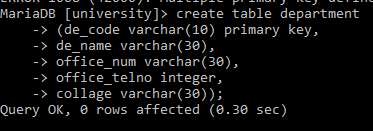 ERROR 1068 (42000): Multiple primary key define
MariaDB [university]> create table department
-> (de_code varchar(10) primary key,
-> de_name varchar(30),
-> office_num varchar(30),
-> office_telno integer,
-> collage varchar(30));
Query OK, 0 rows affected (0.30 sec)